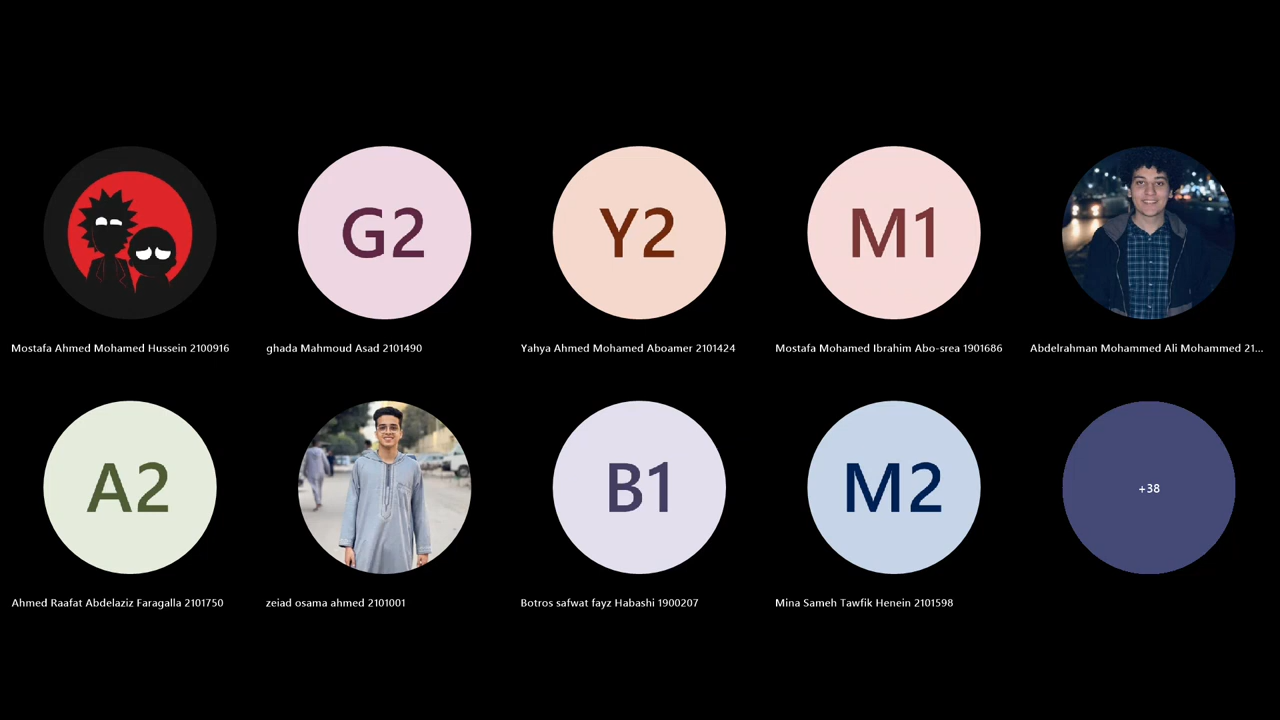 G2
Y2
M1
Mostafa Ahmed Mohamed Hussein 2100916
ghada Mahmoud Asad 2101490
Yahya Ahmed Mohamed Aboamer 2101424
Mostafa Mohamed Ibrahim Abo-srea 1901686
Abdelrahman Mohammed Ali Mohammed 21...
A2
B1
M2
+38
Ahmed Raafat Abdelaziz Faragalla 2101750
zeiad osama ahmed 2101001
Botros safwat fayz Habashi 1900207
Mina Sameh Tawfik Henein 2101598